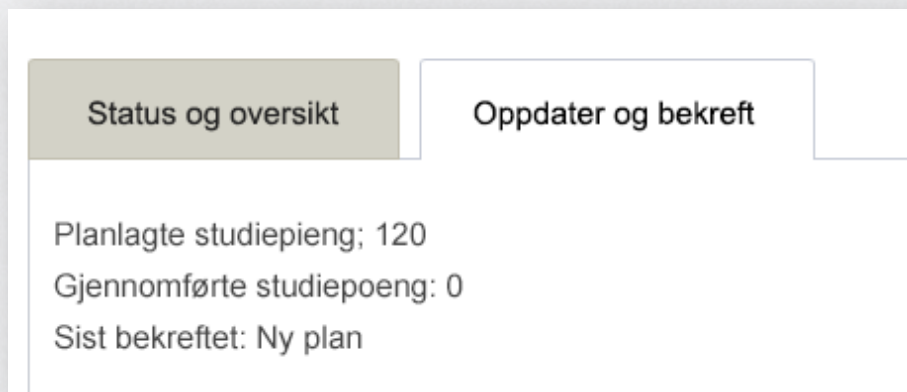 Status og oversikt
Oppdater og bekreft
Planlagte studiepieng; 120
Gjennomførte studiepoeng: 0
Sist bekreftet: Ny plan